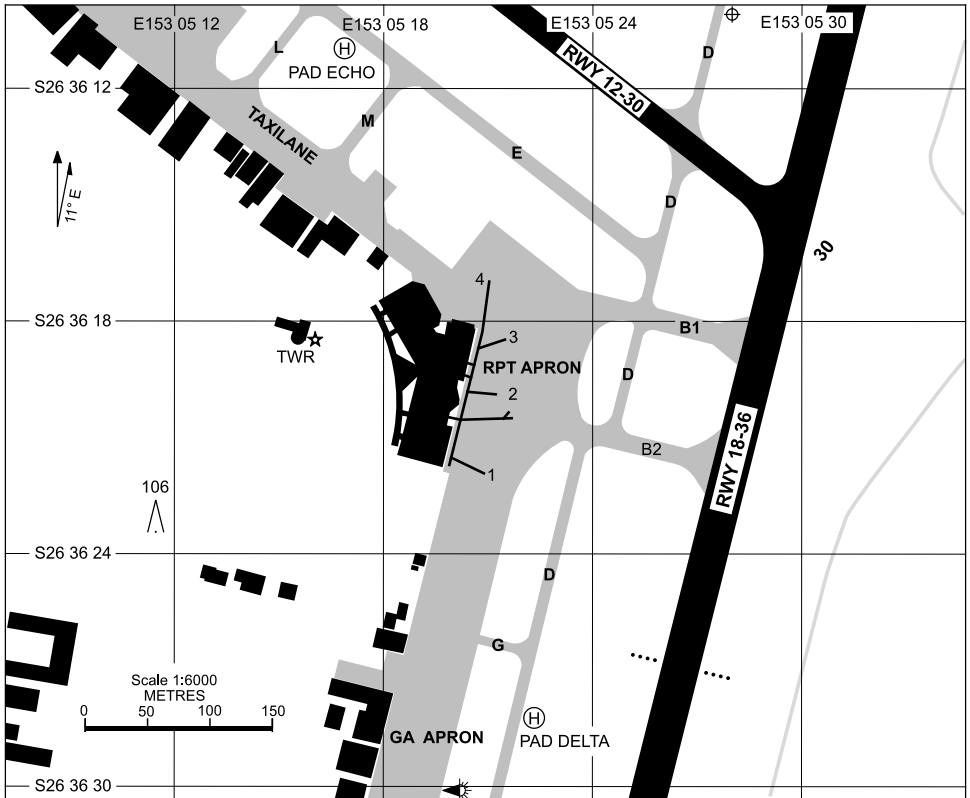 E153 05 12
E153 05 18
E153 05 24
E153 05 30
L
H
PAD ECHO
D
RWY 12-30
S26 36 12
M
TAXILANE
E
D
11° E
30
4
S26 36 18
B1
TWR
3
RPT APRON
D
2
B2
RWY 18-36
1
106
S26 36 24
D
G
Scale 1:6000
METRES
0 50 100 150
H
GA APRON
PAD DELTA
S26 36 30